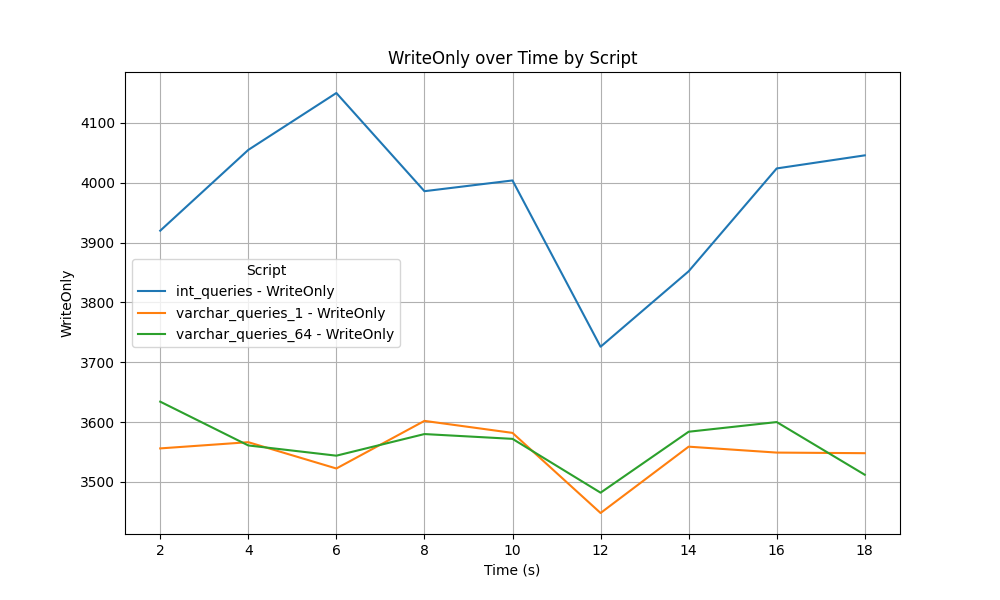 WriteOnly over Time by Script
WriteOnly
4100
4000
3900
3800
3700
3600
3500
Script
int_queries - WriteOnly
varchar_queries_1 - WriteOnly
varchar_queries_64 - WriteOnly
2 4 6 8 10 12 14 16 18
Time (s)